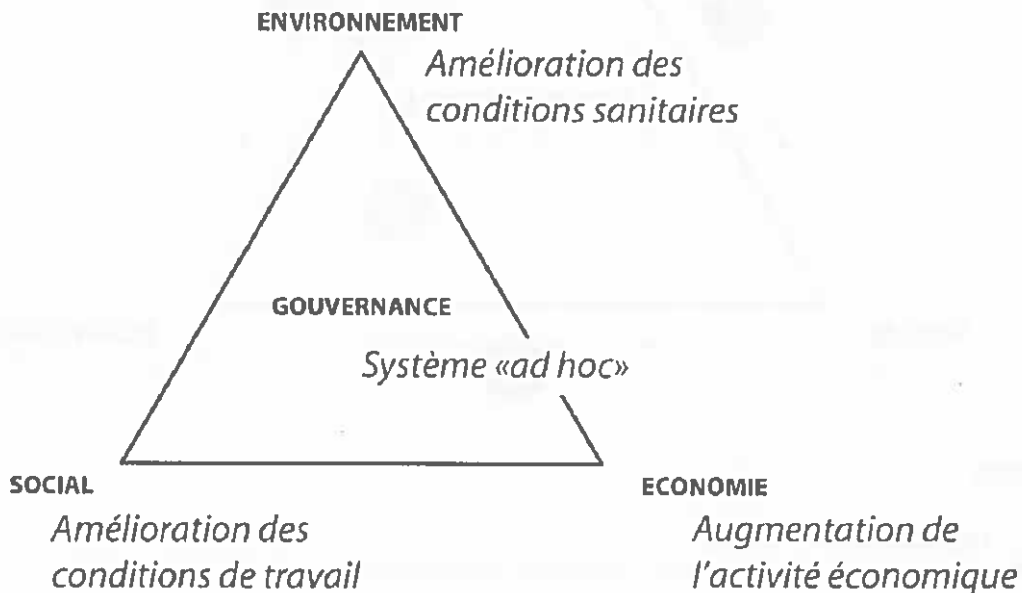 ENVIRONNEMENT
Amélioration des
conditions sanitaires
GOUVERNANCE
Système «ad hoc»
SOCIAL
Amélioration des
conditions de travail
ECONOMIE
Augmentation de
l'activité économique